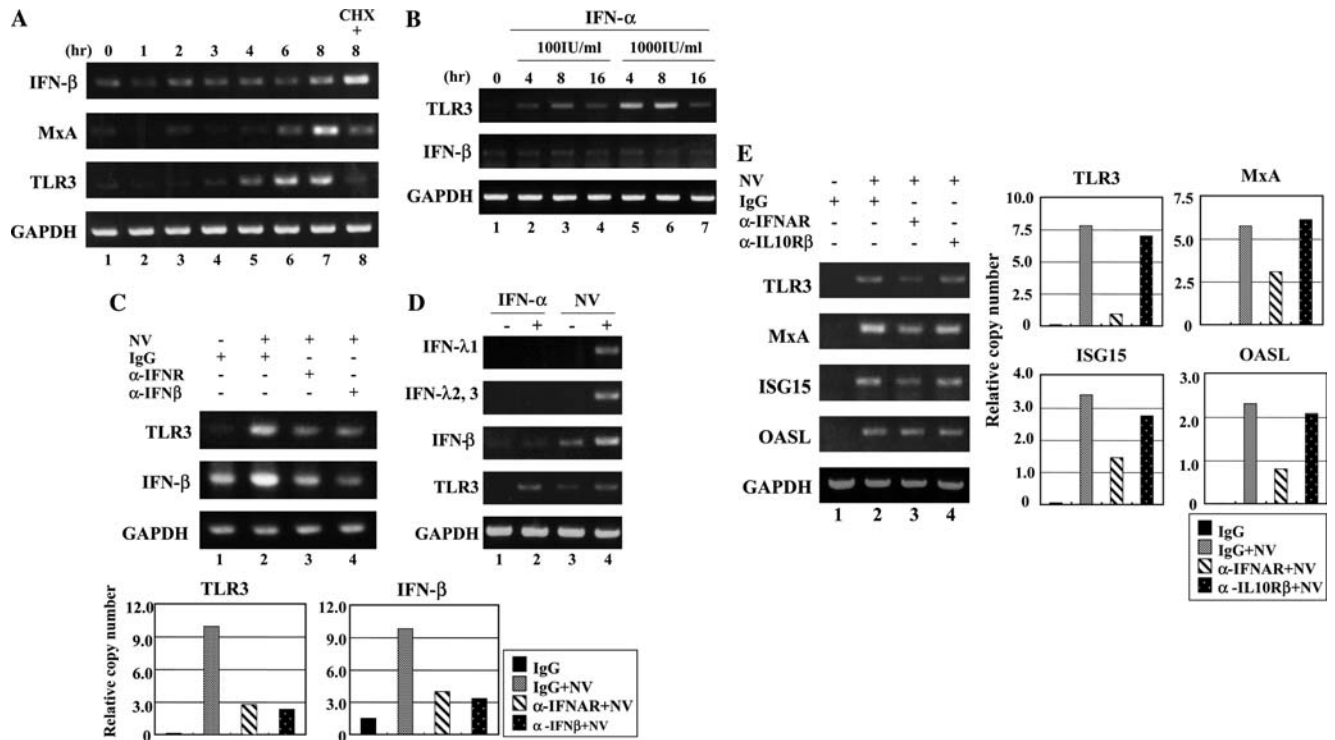 A
CHX
+
(hr) 0 1 2 3 4 6 8 8
IFN-β
MxA
TLR3
GAPDH
1 2 3 4 5 6 7 8
B
IFN-α
100IU/ml 1000IU/ml
(hr) 0 4 8 16 4 8 16
TLR3
IFN-β
GAPDH
1 2 3 4 5 6 7
C
NV - + + +
IgG + + - -
α-IFNR - - + -
α-IFNβ - - - +
TLR3
IFN-β
GAPDH
1 2 3 4
TLR3
Relative copy number
12.0
9.0
6.0
3.0
0
IFN-β
12.0
9.0
6.0
3.0
0
IgG
IgG+NV
α-IFNAR+NV
α-IFNβ+NV
D
IFN-α NV
- + - +
IFN-λ1
IFN-λ2, 3
IFN-β
TLR3
GAPDH
1 2 3 4
E
NV - + + +
IgG + + - -
α-IFNAR - - + -
α-IL10Rβ - - - +
TLR3
MxA
ISG15
OASL
GAPDH
1 2 3 4
Relative copy number
TLR3
10.0
7.5
5.0
2.5
0
MxA
7.5
5.0
2.5
0
ISG15
4.0
3.0
2.0
1.0
0
OASL
3.0
2.0
1.0
0
IgG
IgG+NV
α-IFNAR+NV
α-IL10Rβ+NV